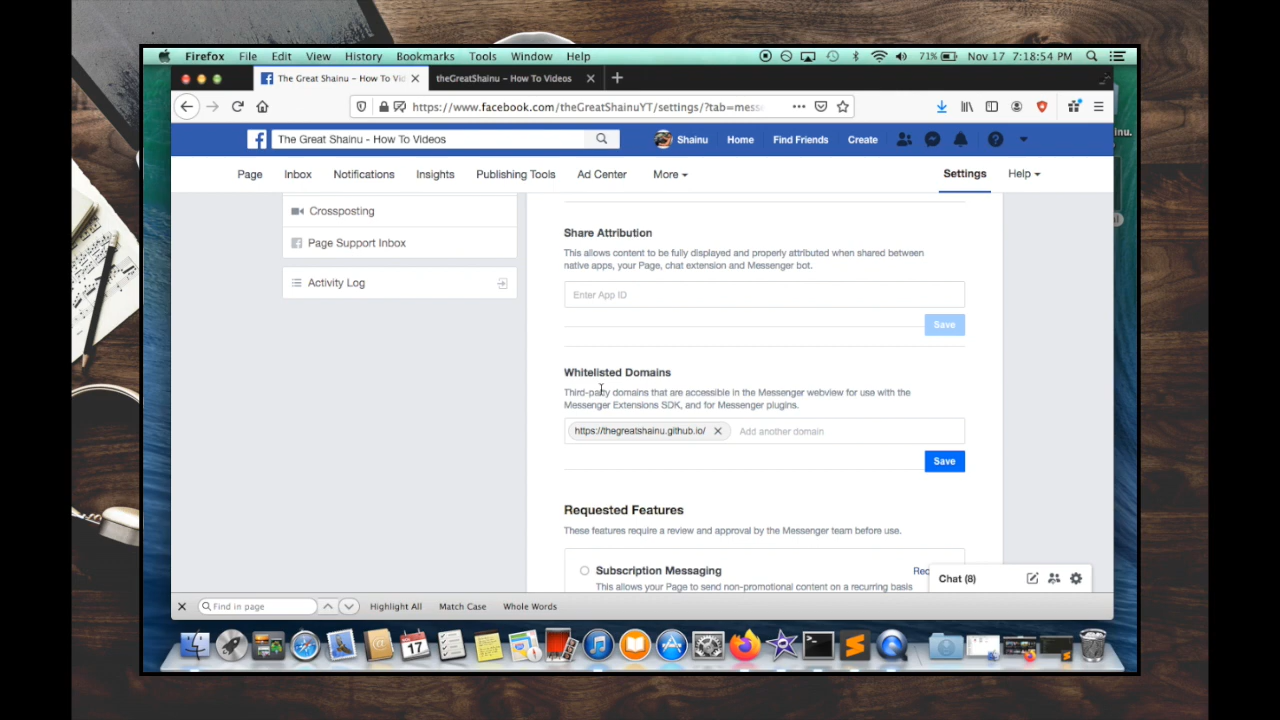 Firefox File Edit View History Bookmarks Tools Window Help 71% Nov 17 7:18:54 PM
The Great Shainu – How To Vi theGreatShainu – How To Videos
https://www.facebook.com/theGreatShainuYT/settings/?tab=mess
The Great Shainu - How To Videos Shainu Home Find Friends Create
Page Inbox Notifications Insights Publishing Tools Ad Center More Settings Help
Crossposting
Page Support Inbox
Activity Log
Share Attribution
This allows content to be fully displayed and properly attributed when shared between
native apps, your Page, chat extension and Messenger bot.
Enter App ID
Save
Whitelisted Domains
Third-party domains that are accessible in the Messenger webview for use with the
Messenger Extensions SDK, and for Messenger plugins.
https://thegreatshainu.github.io/ Add another domain
Save
Requested Features
These features require a review and approval by the Messenger team before use.
Subscription Messaging
This allows your Page to send non-promotional content on a recurring basis
Chat (8)
Find in page Highlight All Match Case Whole Words
17